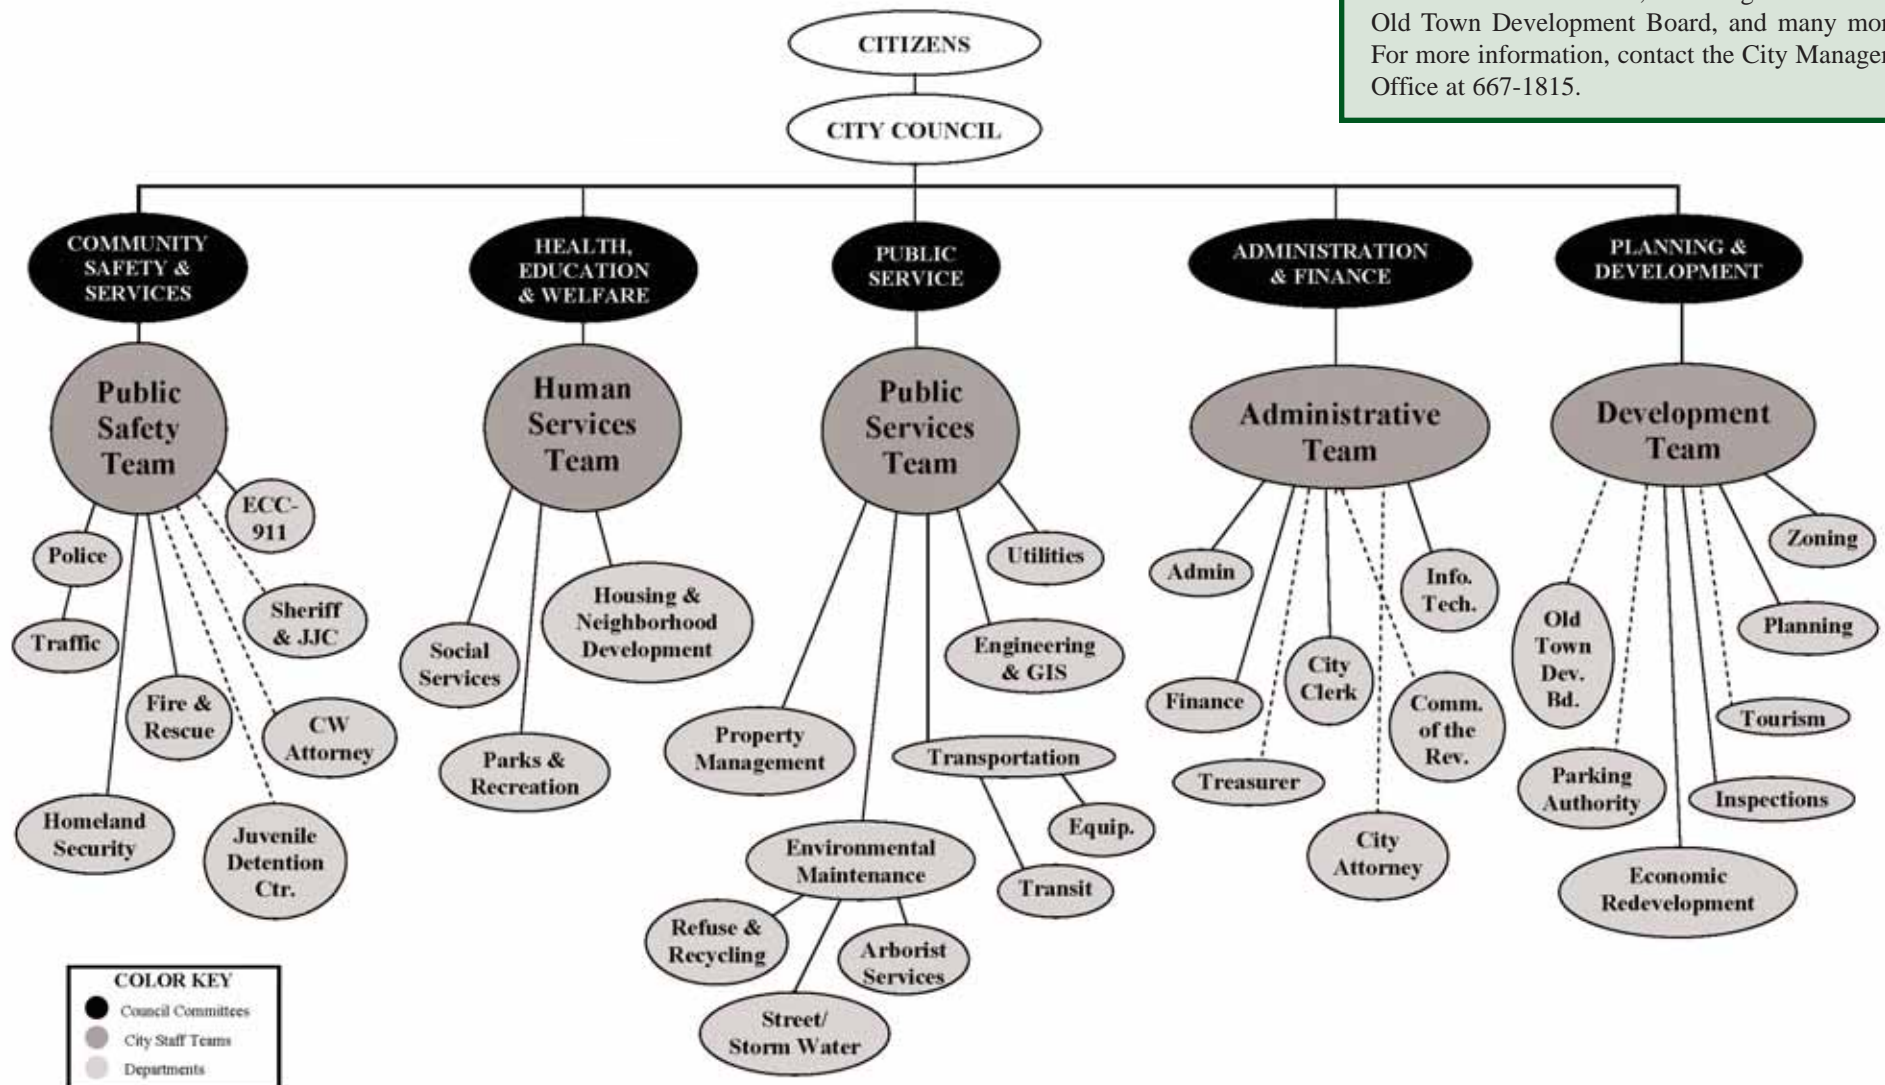 Old Town Development Board, and many mor
For more information, contact the City Manager
Office at 667-1815.
CITIZENS
CITY COUNCIL
COMMUNITY
SAFETY &
SERVICES
HEALTH,
EDUCATION
& WELFARE
PUBLIC
SERVICE
ADMINISTRATION
& FINANCE
PLANNING &
DEVELOPMENT
Public
Safety
Team
Human
Services
Team
Public
Services
Team
Administrative
Team
Development
Team
ECC-
911
Police
Traffic
Sheriff
& JJC
Fire &
Rescue
CW
Attorney
Homeland
Security
Juvenile
Detention
Ctr.
Social
Services
Housing &
Neighborhood
Development
Parks &
Recreation
Utilities
Engineering
& GIS
Property
Management
Transportation
Equip.
Transit
Environmental
Maintenance
Refuse &
Recycling
Arborist
Services
Street/
Storm Water
Admin
Info.
Tech.
Finance
City
Clerk
Comm.
of the
Rev.
Treasurer
City
Attorney
Zoning
Old
Town
Dev.
Bd.
Planning
Tourism
Parking
Authority
Inspections
Economic
Redevelopment
COLOR KEY
Council Committees
City Staff Teams
Departments